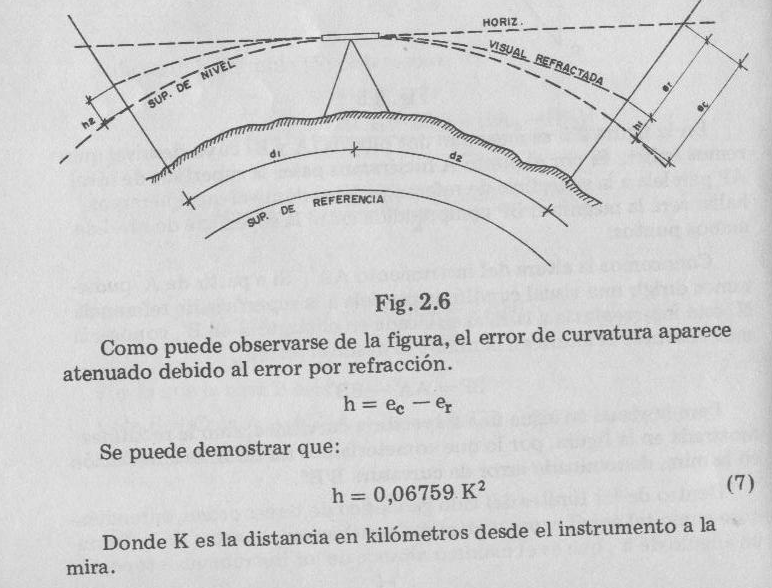 HORIZ.
VISUAL REFRACTADA
SUP. DE NIVEL
h2
er
ec
h1
d1
d2
SUP. DE REFERENCIA
Fig. 2.6
Como puede observarse de la figura, el error de curvatura aparece
atenuado debido al error por refracción.
h = ec — er
Se puede demostrar que:
h = 0,06759 K² (7)
Donde K es la distancia en kilómetros desde el instrumento a la
mira.